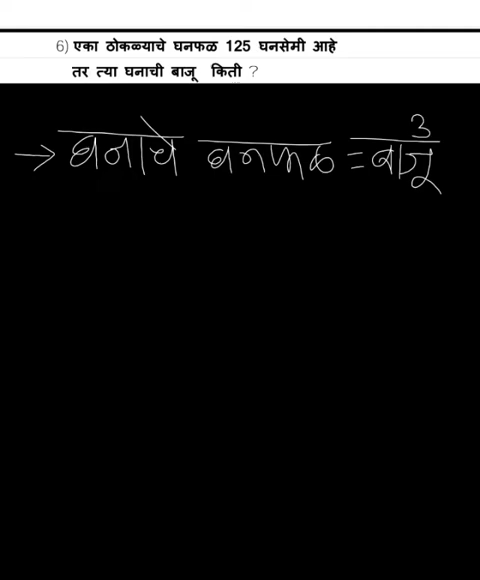 6) एका ठोकळ्याचे घनफळ 125 घनसेमी आहे
तर त्या घनाची बाजू किती ?
→ घनाचे घनफळ = बाजू³